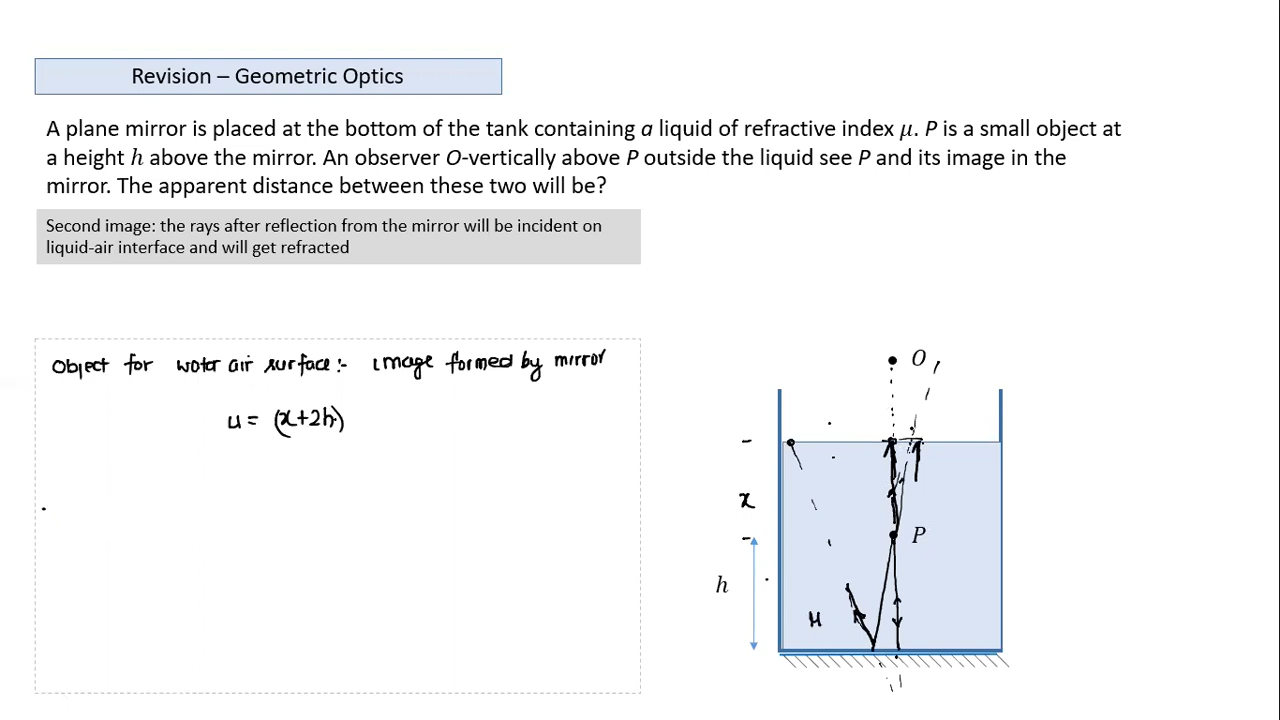 Revision – Geometric Optics
A plane mirror is placed at the bottom of the tank containing a liquid of refractive index μ. P is a small object at
a height h above the mirror. An observer O-vertically above P outside the liquid see P and its image in the
mirror. The apparent distance between these two will be?
Second image: the rays after reflection from the mirror will be incident on
liquid-air interface and will get refracted
Object for water air surface:- image formed by mirror
u = (x+2h)
O
x
P
h
μ